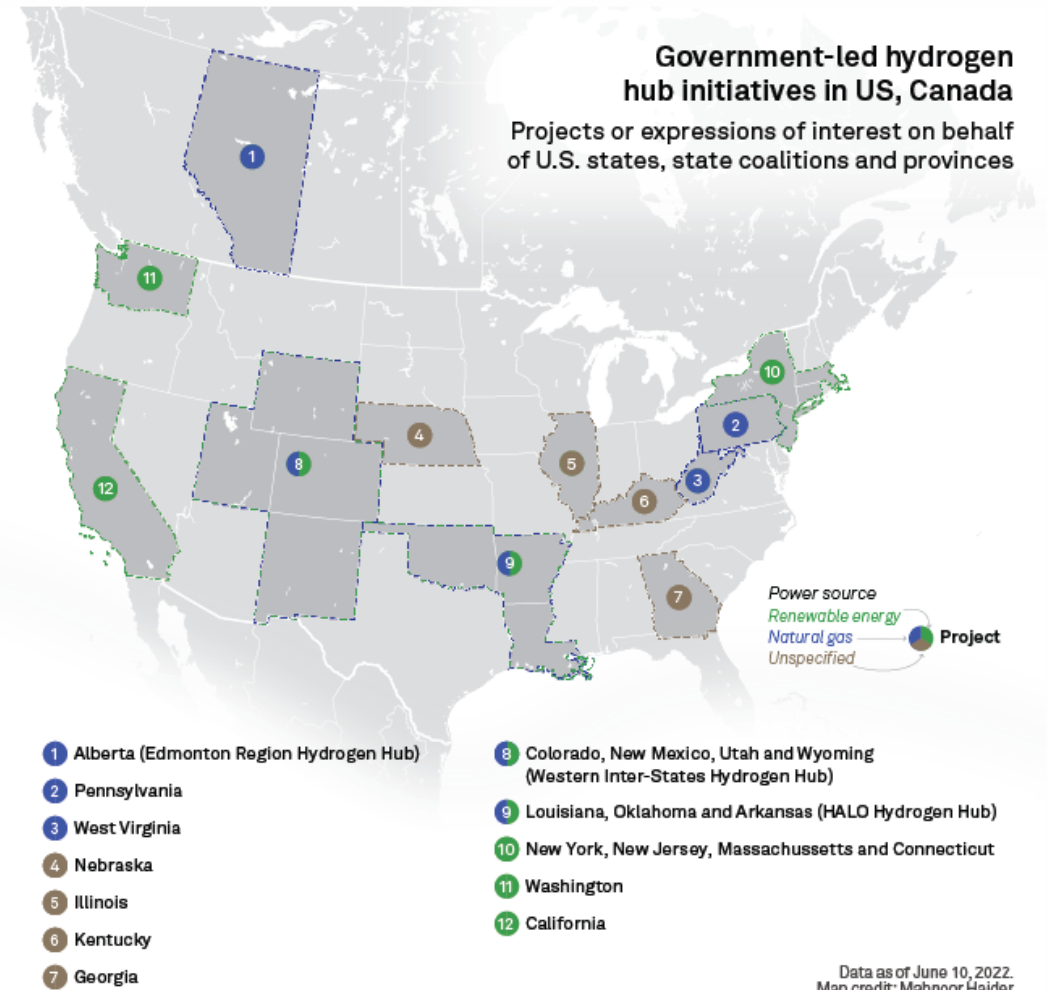 Government-led hydrogen
hub initiatives in US, Canada
Projects or expressions of interest on behalf
of U.S. states, state coalitions and provinces
1
11
10
2
4
8
5
12
3
6
9
7
Power source
Renewable energy
Natural gas
Unspecified
Project
1 Alberta (Edmonton Region Hydrogen Hub)
2 Pennsylvania
3 West Virginia
4 Nebraska
5 Illinois
6 Kentucky
7 Georgia
8 Colorado, New Mexico, Utah and Wyoming
(Western Inter-States Hydrogen Hub)
9 Louisiana, Oklahoma and Arkansas (HALO Hydrogen Hub)
10 New York, New Jersey, Massachussetts and Connecticut
11 Washington
12 California
Data as of June 10, 2022.
Map credit: Mahnoor Haider